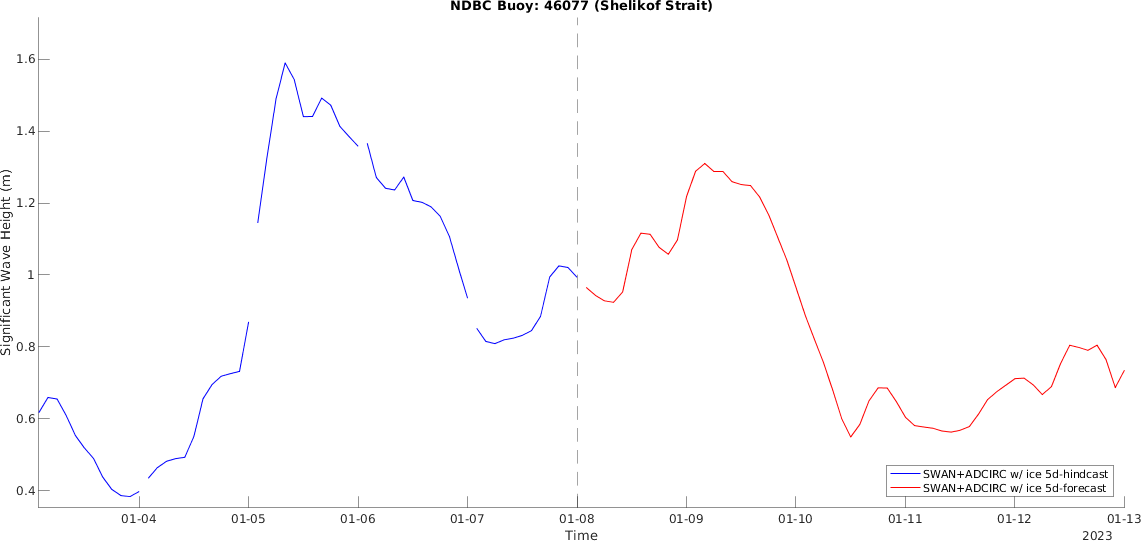 NDBC Buoy: 46077 (Shelikof Strait)
Significant Wave Height (m)
1.6
1.4
1.2
1
0.8
0.6
0.4
SWAN+ADCIRC w/ ice 5d-hindcast
SWAN+ADCIRC w/ ice 5d-forecast
01-04 01-05 01-06 01-07 01-08 01-09 01-10 01-11 01-12 01-13
Time
2023